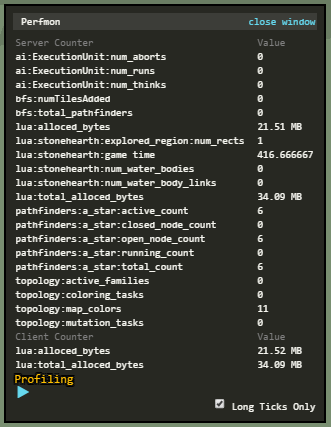 Perfmon close window
Server Counter Value
ai:ExecutionUnit:num_aborts 0
ai:ExecutionUnit:num_runs 0
ai:ExecutionUnit:num_thinks 0
bfs:numTilesAdded 0
bfs:total_pathfinders 0
lua:alloced_bytes 21.51 MB
lua:stonehearth:explored_region:num_rects 1
lua:stonehearth:game time 416.666667
lua:stonehearth:num_water_bodies 0
lua:stonehearth:num_water_body_links 0
lua:total_alloced_bytes 34.09 MB
pathfinders:a_star:active_count 6
pathfinders:a_star:closed_node_count 0
pathfinders:a_star:open_node_count 6
pathfinders:a_star:running_count 0
pathfinders:a_star:total_count 6
topology:active_families 0
topology:coloring_tasks 0
topology:map_colors 11
topology:mutation_tasks 0
Client Counter Value
lua:alloced_bytes 21.52 MB
lua:total_alloced_bytes 34.09 MB
Profiling
Long Ticks Only